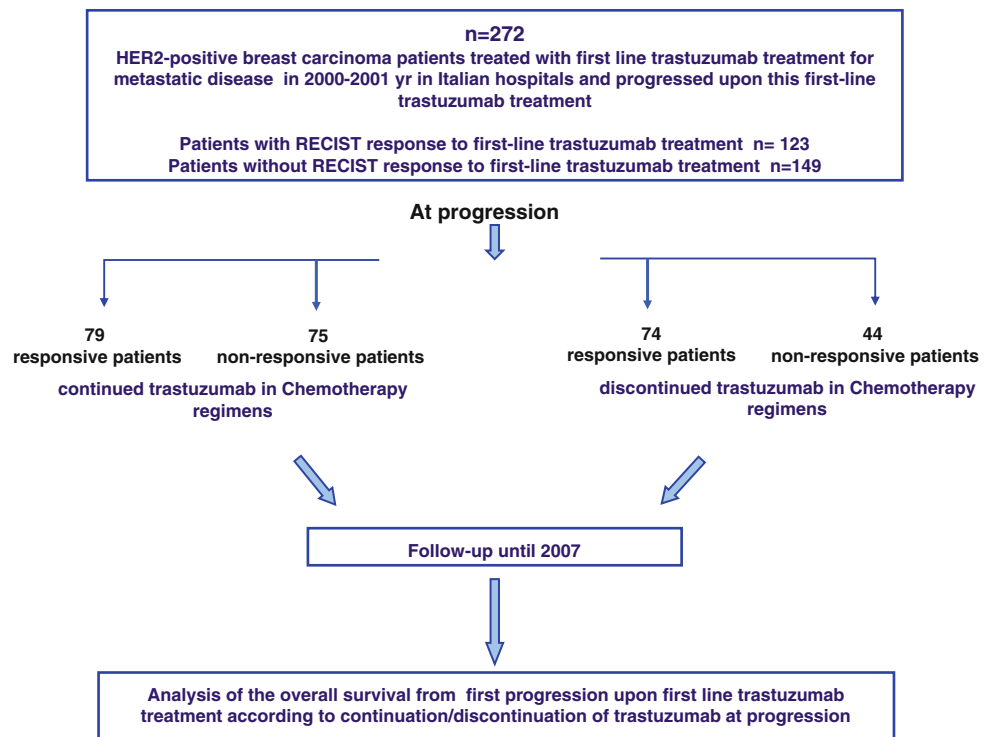 n=272
HER2-positive breast carcinoma patients treated with first line trastuzumab treatment for
metastatic disease in 2000-2001 yr in Italian hospitals and progressed upon this first-line
trastuzumab treatment
Patients with RECIST response to first-line trastuzumab treatment n= 123
Patients without RECIST response to first-line trastuzumab treatment n=149
At progression
79
responsive patients
75
non-responsive patients
continued trastuzumab in Chemotherapy
regimens
74
responsive patients
44
non-responsive patients
discontinued trastuzumab in Chemotherapy
regimens
Follow-up until 2007
Analysis of the overall survival from first progression upon first line trastuzumab
treatment according to continuation/discontinuation of trastuzumab at progression